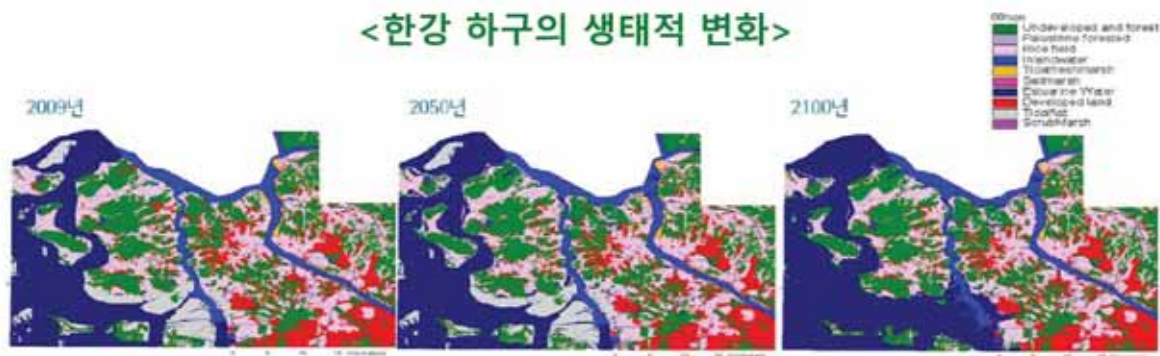 <한강 하구의 생태적 변화>
Undeveloped and forest
Palustrine forested
Rice field
Inlandwater
Tidalfreshmarsh
Saltmarsh
Estuarine Water
Developed land
Tidalflat
ScrubMarsh
2009년
2050년
2100년